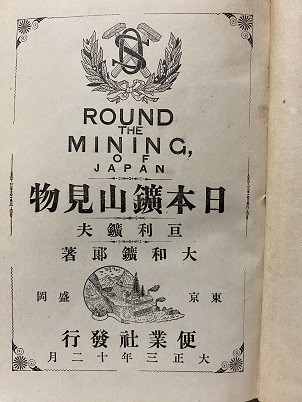 ROUND
THE
MINING,
OF
JAPAN
日本鑛山見物
亘利鑛夫
大和鑛郎著
東京 盛岡
便業社發行
大正三年十二月